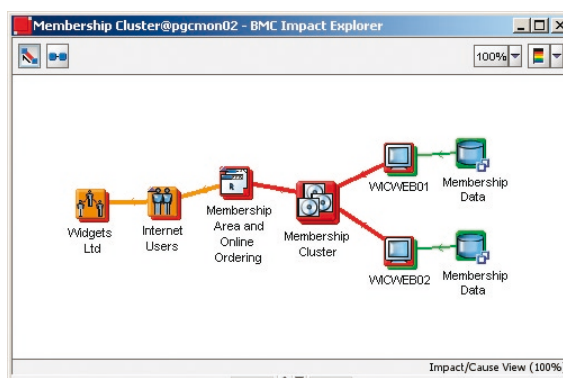 Membership Cluster@pgcmon02 - BMC Impact Explorer
100%
Widgets
Ltd
Internet
Users
R
Membership
Area and
Online
Ordering
Membership
Cluster
WICWEB01
Membership
Data
WICWEB02
Membership
Data
Impact/Cause View (100%)